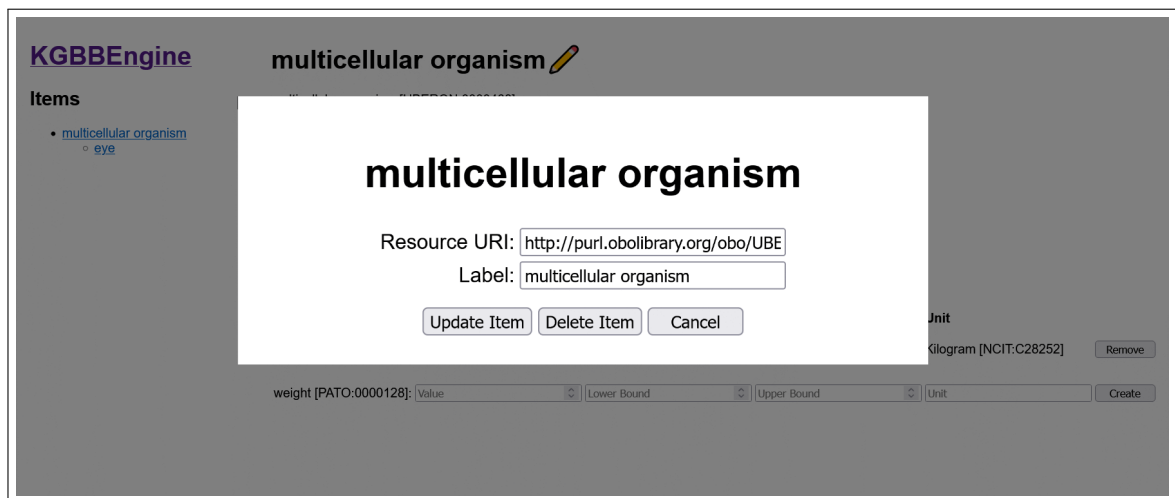 KGBBEngine
Items
multicellular organism
eye
multicellular organism
multicellular organism
Resource URI: http://purl.obolibrary.org/obo/UBE
Label: multicellular organism
Update Item Delete Item Cancel
Unit
Kilogram [NCIT:C28252] Remove
weight [PATO:0000128]: Value Lower Bound Upper Bound Unit Create